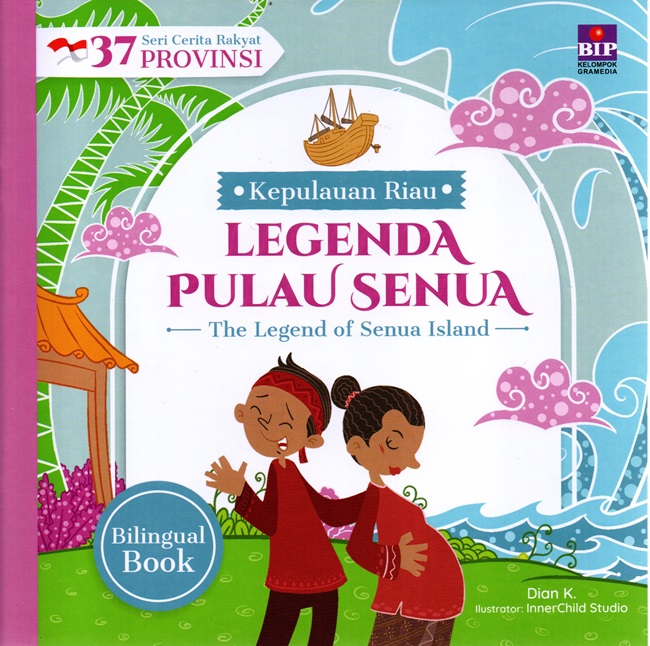 37 Seri Cerita Rakyat
PROVINSI
BIP
KELOMPOK
GRAMEDIA
•Kepulauan Riau•
LEGENDA
PULAU SENUA
The Legend of Senua Island
Bilingual
Book
Dian K.
Ilustrator: InnerChild Studio